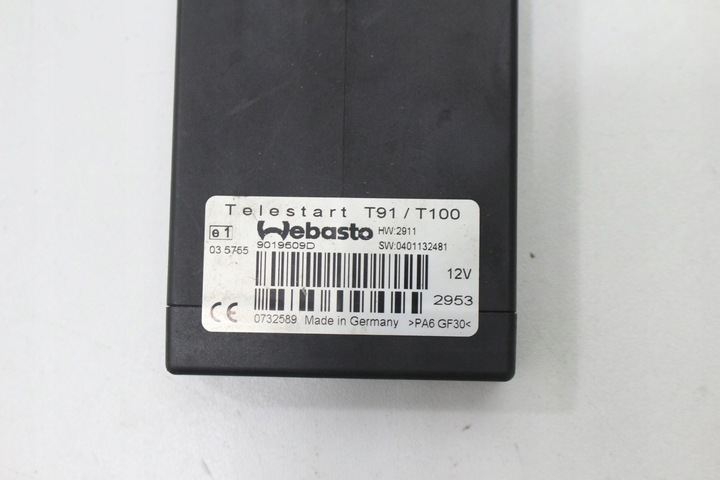 Telestart T91 / T100
e1 Webasto HW:2911
03 5755 9019509D SW:0401132481
12V
2953
CE 0732589 Made in Germany >PA6 GF30<